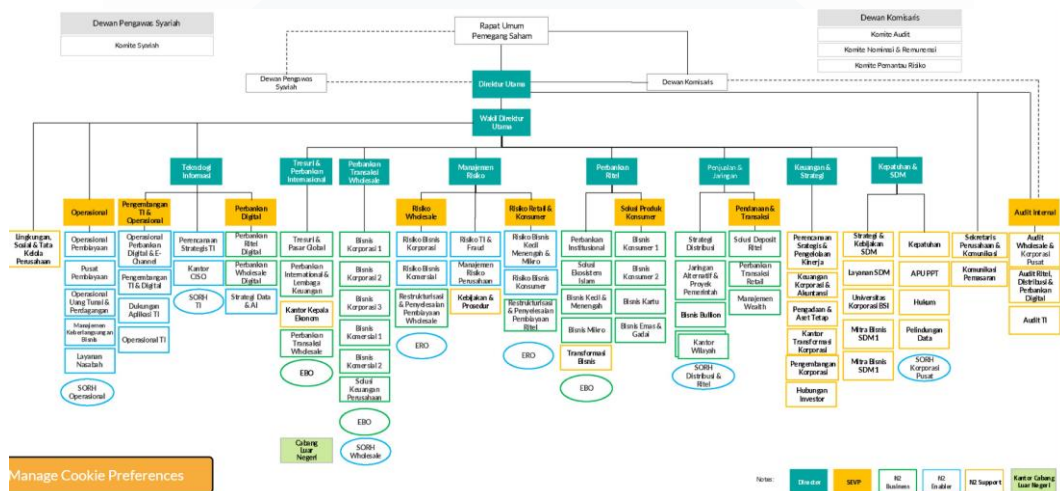 Dewan Pengawas Syariah
Komite Syariah
Rapat Umum
Pemegang Saham
Dewan Komisaris
Komite Audit
Komite Nominasi & Remunerasi
Komite Pemantau Risiko
Dewan Pengawas
Syariah
Direktur Utama
Dewan Komisaris
Wakil Direktur
Utama
Teknologi
Informasi
Tresuri &
Perbankan
Internasional
Perbankan
Transaksi
Wholesale
Manajemen
Risiko
Perbankan
Ritel
Penjualan &
Jaringan
Keuangan &
Strategi
Kepatuhan &
SDM
Operasional
Pengembangan
TI &
Operasional
Perbankan
Digital
Risiko
Wholesale
Risiko Retail &
Konsumer
Solusi Produk
Konsumer
Pendanaan &
Transaksi
Audit Internal
Lingkungan,
Sosial & Tata
Kelola
Perusahaan
Operasional
Pembiayaan
Pusat
Pembiayaan
Operasional
Uang Tunai &
Perdagangan
Manajemen
Keberlangsungan
Bisnis
Layanan
Nasabah
SORH
Operasional
Operasional
Perbankan
Digital & E-
Channel
Pengembangan
TI & Digital
Dukungan
Aplikasi TI
Operasional TI
Perencanaan
Strategis TI
Kantor
CISO
SORH
TI
Perbankan
Ritel
Digital
Perbankan
Wholesale
Digital
Strategi Data
& AI
Tresuri &
Pasar Global
Perbankan
International &
Lembaga
Keuangan
Kantor Kepala
Ekonom
Perbankan
Transaksi
Wholesale
EBO
Cabang
Luar
Negeri
Bisnis
Korporasi 1
Bisnis
Korporasi 2
Bisnis
Korporasi 3
Bisnis
Komersial 1
Bisnis
Komersial 2
Solusi
Keuangan
Perusahaan
EBO
SORH
Wholesale
Risiko Bisnis
Korporasi
Risiko Bisnis
Komersial
Restrukturisasi
& Penyelesaian
Pembiayaan
Wholesale
ERO
Risiko TI &
Fraud
Manajemen
Risiko
Perusahaan
Kebijakan &
Prosedur
Risiko Bisnis
Kecil
Menengah &
Mikro
Risiko
Konsumer
Restrukturisasi
& Penyelesaian
Pembiayaan
Ritel
ERO
Perbankan
Institusional
Solusi
Ekosistem
Islam
Bisnis Kecil &
Menengah
Bisnis Mikro
Transformasi
Bisnis
EBO
Bisnis
Konsumer 1
Bisnis
Konsumer 2
Bisnis Kartu
Bisnis Emas &
Gadai
Strategi
Distribusi
Jaringan
Alternatif &
Proyek
Pemerintah
Bisnis Bullion
Kantor
Wilayah
SORH
Distribusi &
Ritel
Solusi Deposit
Retail
Perbankan
Transaksi
Retail
Manajemen
Wealth
Perencanaan
Strategis &
Pengelolaan
Kinerja
Keuangan
Korporasi &
Akuntansi
Pengadaan &
Aset Tetap
Kantor
Transformasi
Korporasi
Pengembangan
Korporasi
Hubungan
Investor
Strategi &
Kebijakan
SDM
Layanan SDM
Universitas
Korporasi BSI
Mitra Bisnis
SDM1
Mitra Bisnis
SDM1
Kepatuhan
APU PPT
Hukum
Pelindungan
Data
SORH
Korporasi
Pusat
Sekretaris
Perusahaan &
Komunikasi
Komunikasi
Pemasaran
Audit
Wholesale &
Korporasi
Pusat
Audit Ritel,
Distribusi &
Perbankan
Digital
Audit TI
Manage Cookie Preferences
Notes:
Director
SEVP
N2
Business
N2
Enabler
N2 Support
Kantor Cabang
Luar Negeri